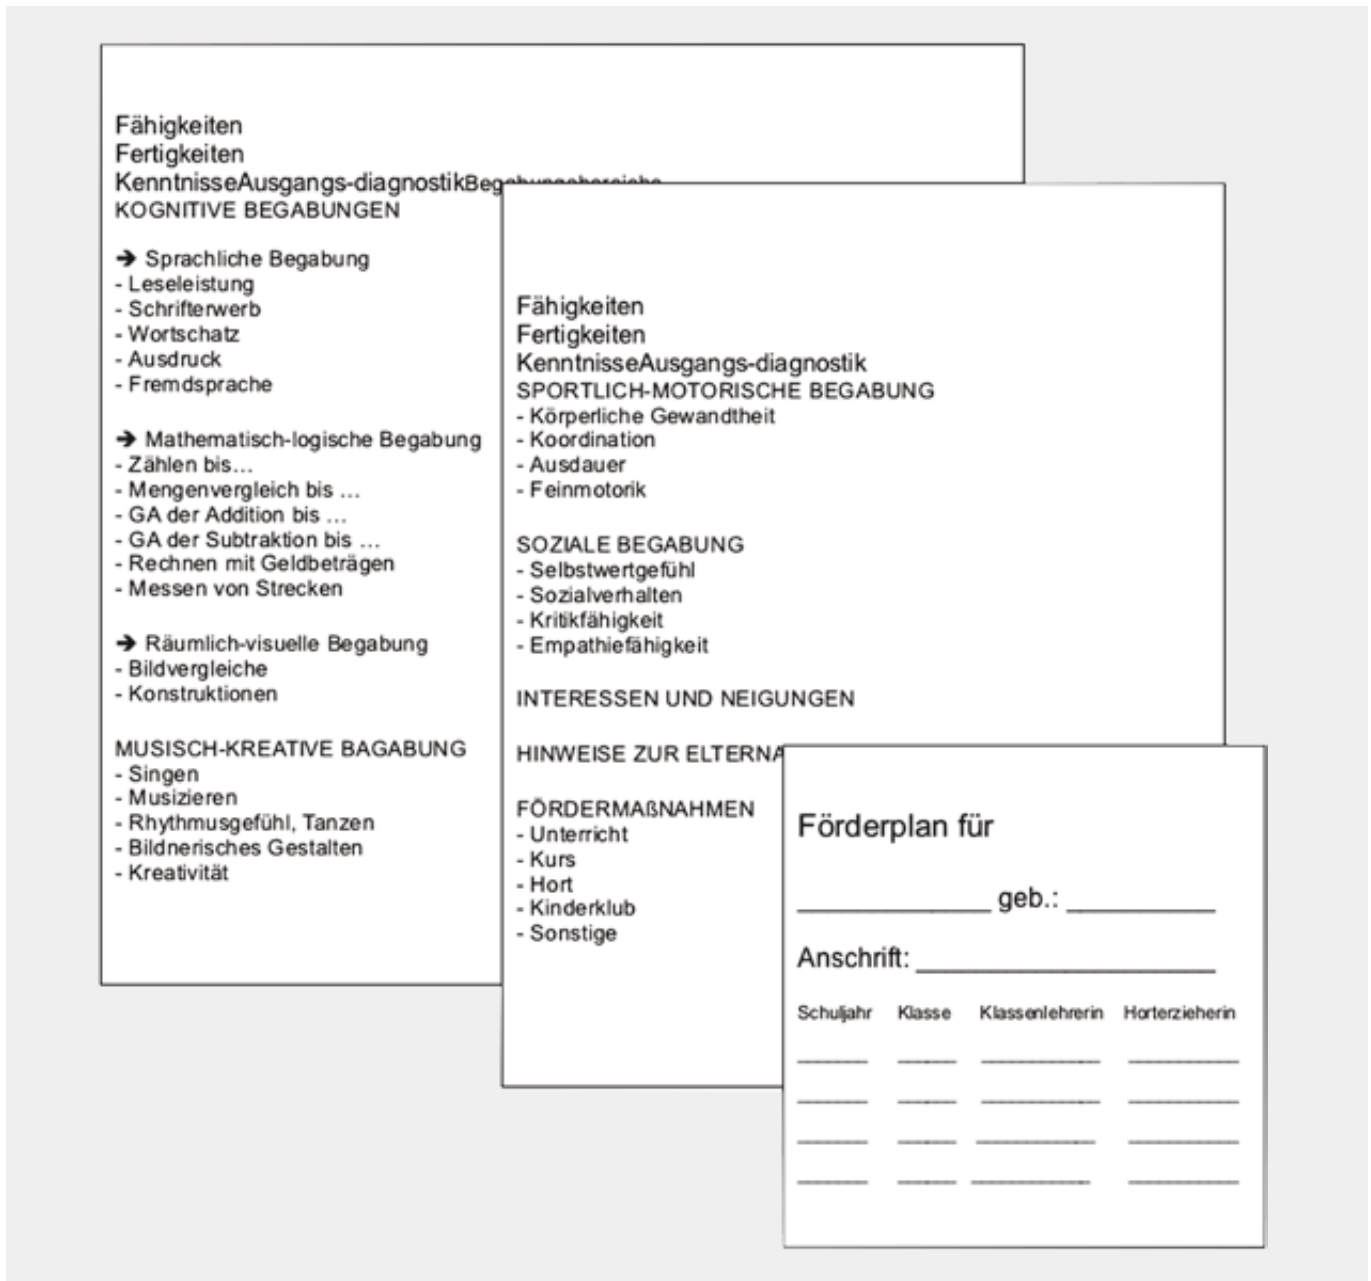 Fähigkeiten
Fertigkeiten
KenntnisseAusgangs-diagnostikBegabungsbereiche
KOGNITIVE BEGABUNGEN
➔ Sprachliche Begabung
- Leseleistung
- Schrifterwerb
- Wortschatz
- Ausdruck
- Fremdsprache
➔ Mathematisch-logische Begabung
- Zählen bis…
- Mengenvergleich bis …
- GA der Addition bis …
- GA der Subtraktion bis …
- Rechnen mit Geldbeträgen
- Messen von Strecken
➔ Räumlich-visuelle Begabung
- Bildvergleiche
- Konstruktionen
MUSISCH-KREATIVE BAGABUNG
- Singen
- Musizieren
- Rhythmusgefühl, Tanzen
- Bildnerisches Gestalten
- Kreativität
Fähigkeiten
Fertigkeiten
KenntnisseAusgangs-diagnostik
SPORTLICH-MOTORISCHE BEGABUNG
- Körperliche Gewandtheit
- Koordination
- Ausdauer
- Feinmotorik
SOZIALE BEGABUNG
- Selbstwertgefühl
- Sozialverhalten
- Kritikfähigkeit
- Empathiefähigkeit
INTERESSEN UND NEIGUNGEN
HINWEISE ZUR ELTERNA
FÖRDERMAßNAHMEN
- Unterricht
- Kurs
- Hort
- Kinderklub
- Sonstige
Förderplan für
_____________ geb.: __________
Anschrift: ____________________
Schuljahr Klasse Klassenlehrerin Horterzieherin